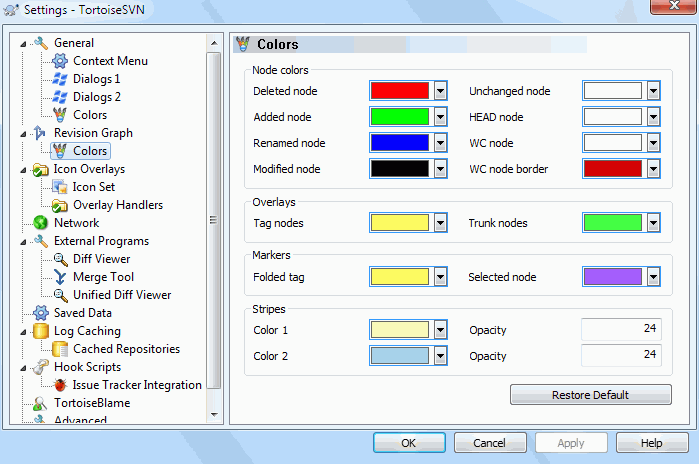 Settings - TortoiseSVN
General
Context Menu
Dialogs 1
Dialogs 2
Colors
Revision Graph
Colors
Icon Overlays
Icon Set
Overlay Handlers
Network
External Programs
Diff Viewer
Merge Tool
Unified Diff Viewer
Saved Data
Log Caching
Cached Repositories
Hook Scripts
Issue Tracker Integration
TortoiseBlame
Advanced
Colors
Node colors
Deleted node
Unchanged node
Added node
HEAD node
Renamed node
WC node
Modified node
WC node border
Overlays
Tag nodes
Trunk nodes
Markers
Folded tag
Selected node
Stripes
Color 1
Opacity
24
Color 2
Opacity
24
Restore Default
OK
Cancel
Apply
Help